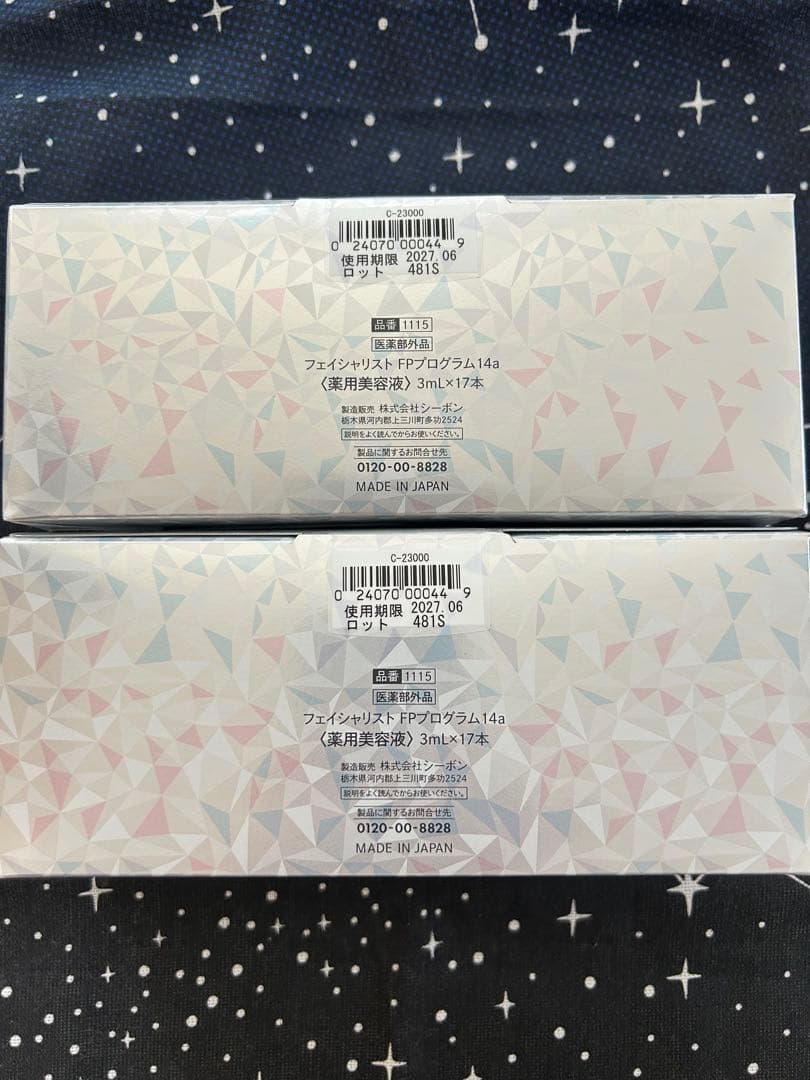 C-23000
0 24070 00044 9
使用期限 2027.06
ロット 481S
品番 1115
医薬部外品
フェイシャリスト FPプログラム14a
〈薬用美容液〉 3mL×17本
製造販売 株式会社シーボン
栃木県河内郡上三川町多功2524
説明をよく読んでからお使いください。
製品に関するお問合せ先
0120-00-8828
MADE IN JAPAN
C-23000
0 24070 00044 9
使用期限 2027.06
ロット 481S
品番 1115
医薬部外品
フェイシャリスト FPプログラム14a
〈薬用美容液〉 3mL×17本
製造販売 株式会社シーボン
栃木県河内郡上三川町多功2524
説明をよく読んでからお使いください。
製品に関するお問合せ先
0120-00-8828
MADE IN JAPAN